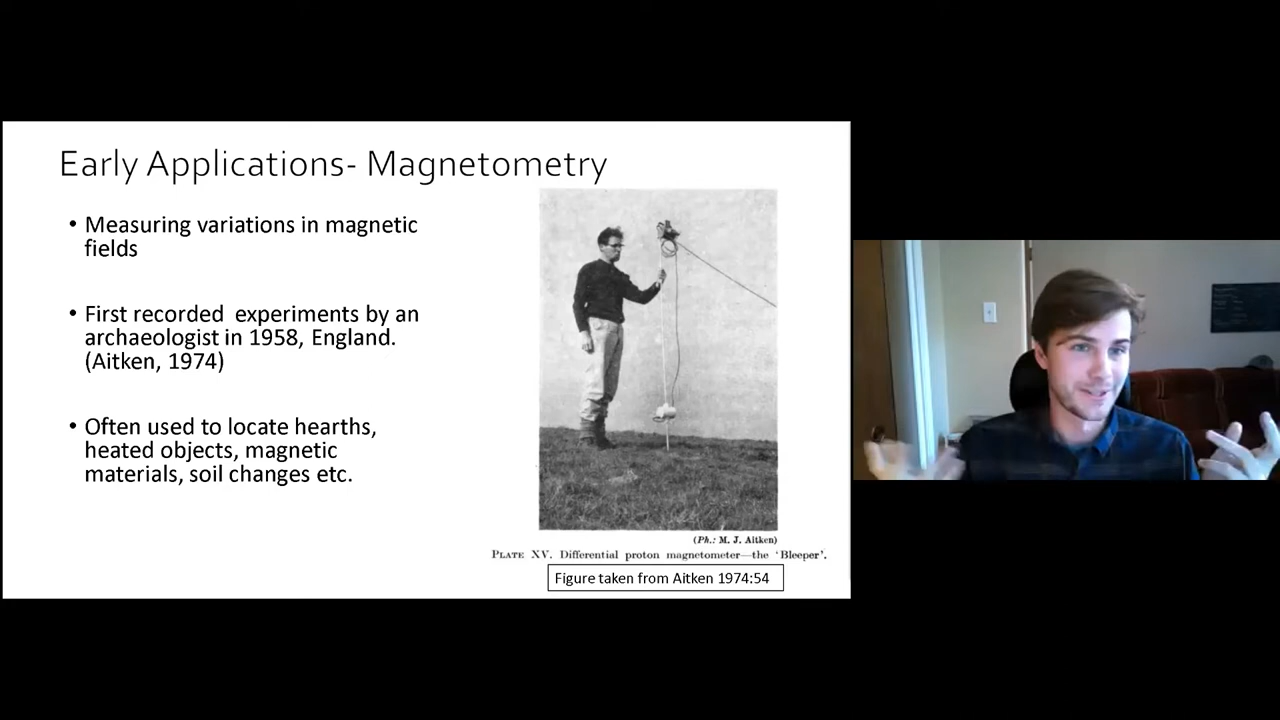 Early Applications- Magnetometry
• Measuring variations in magnetic
fields
• First recorded experiments by an
archaeologist in 1958, England.
(Aitken, 1974)
• Often used to locate hearths,
heated objects, magnetic
materials, soil changes etc.
(Ph.: M. J. Aitken)
PLATE XV. Differential proton magnetometer—the 'Bleeper'.
Figure taken from Aitken 1974:54